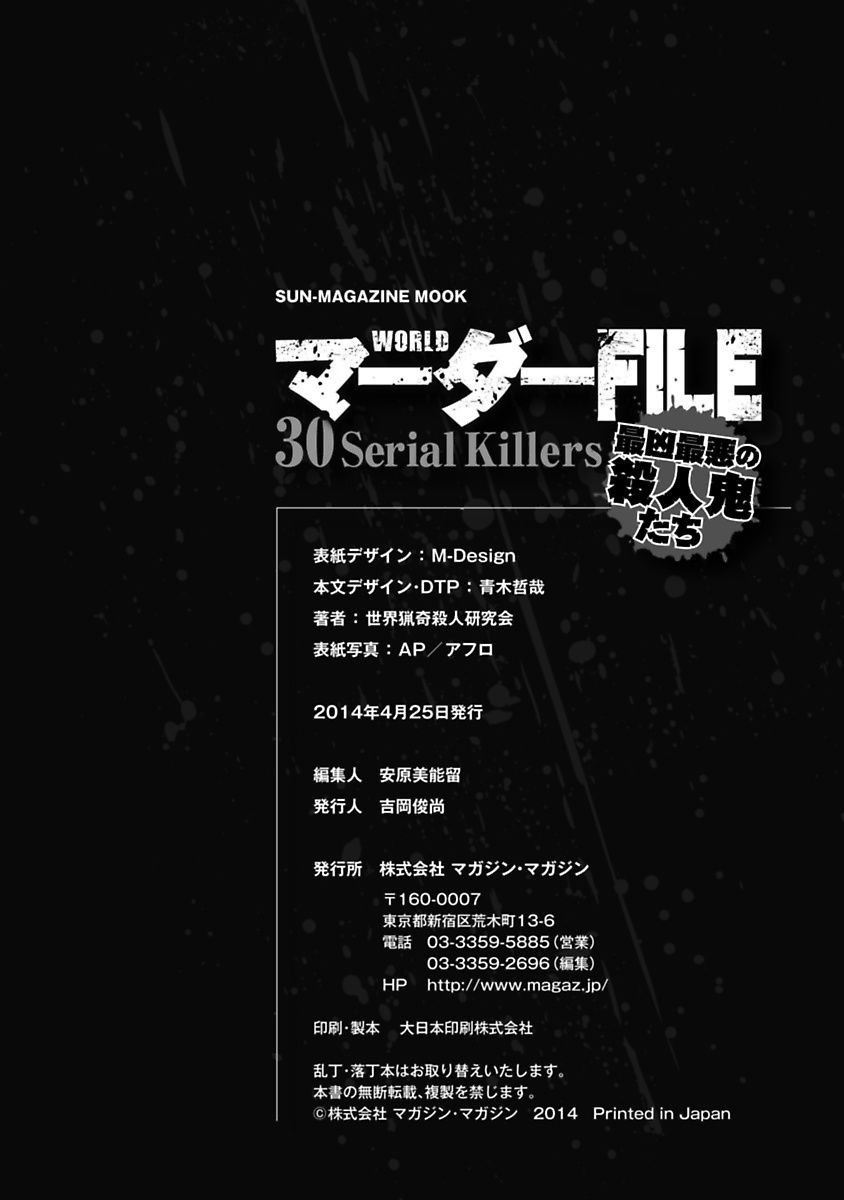 SUN-MAGAZINE MOOK
WORLD
マーダーFILE
30 Serial Killers
最凶最悪の
殺人鬼
たち
表紙デザイン：M-Design
本文デザイン・DTP：青木哲哉
著者：世界猟奇殺人研究会
表紙写真：AP／アフロ
2014年4月25日発行
編集人　安原美能留
発行人　吉岡俊尚
発行所　株式会社 マガジン・マガジン
〒160-0007
東京都新宿区荒木町13-6
電話　03-3359-5885（営業）
03-3359-2696（編集）
HP　http://www.magaz.jp/
印刷・製本　大日本印刷株式会社
乱丁・落丁本はお取り替えいたします。
本書の無断転載、複製を禁じます。
©株式会社 マガジン・マガジン　2014　Printed in Japan